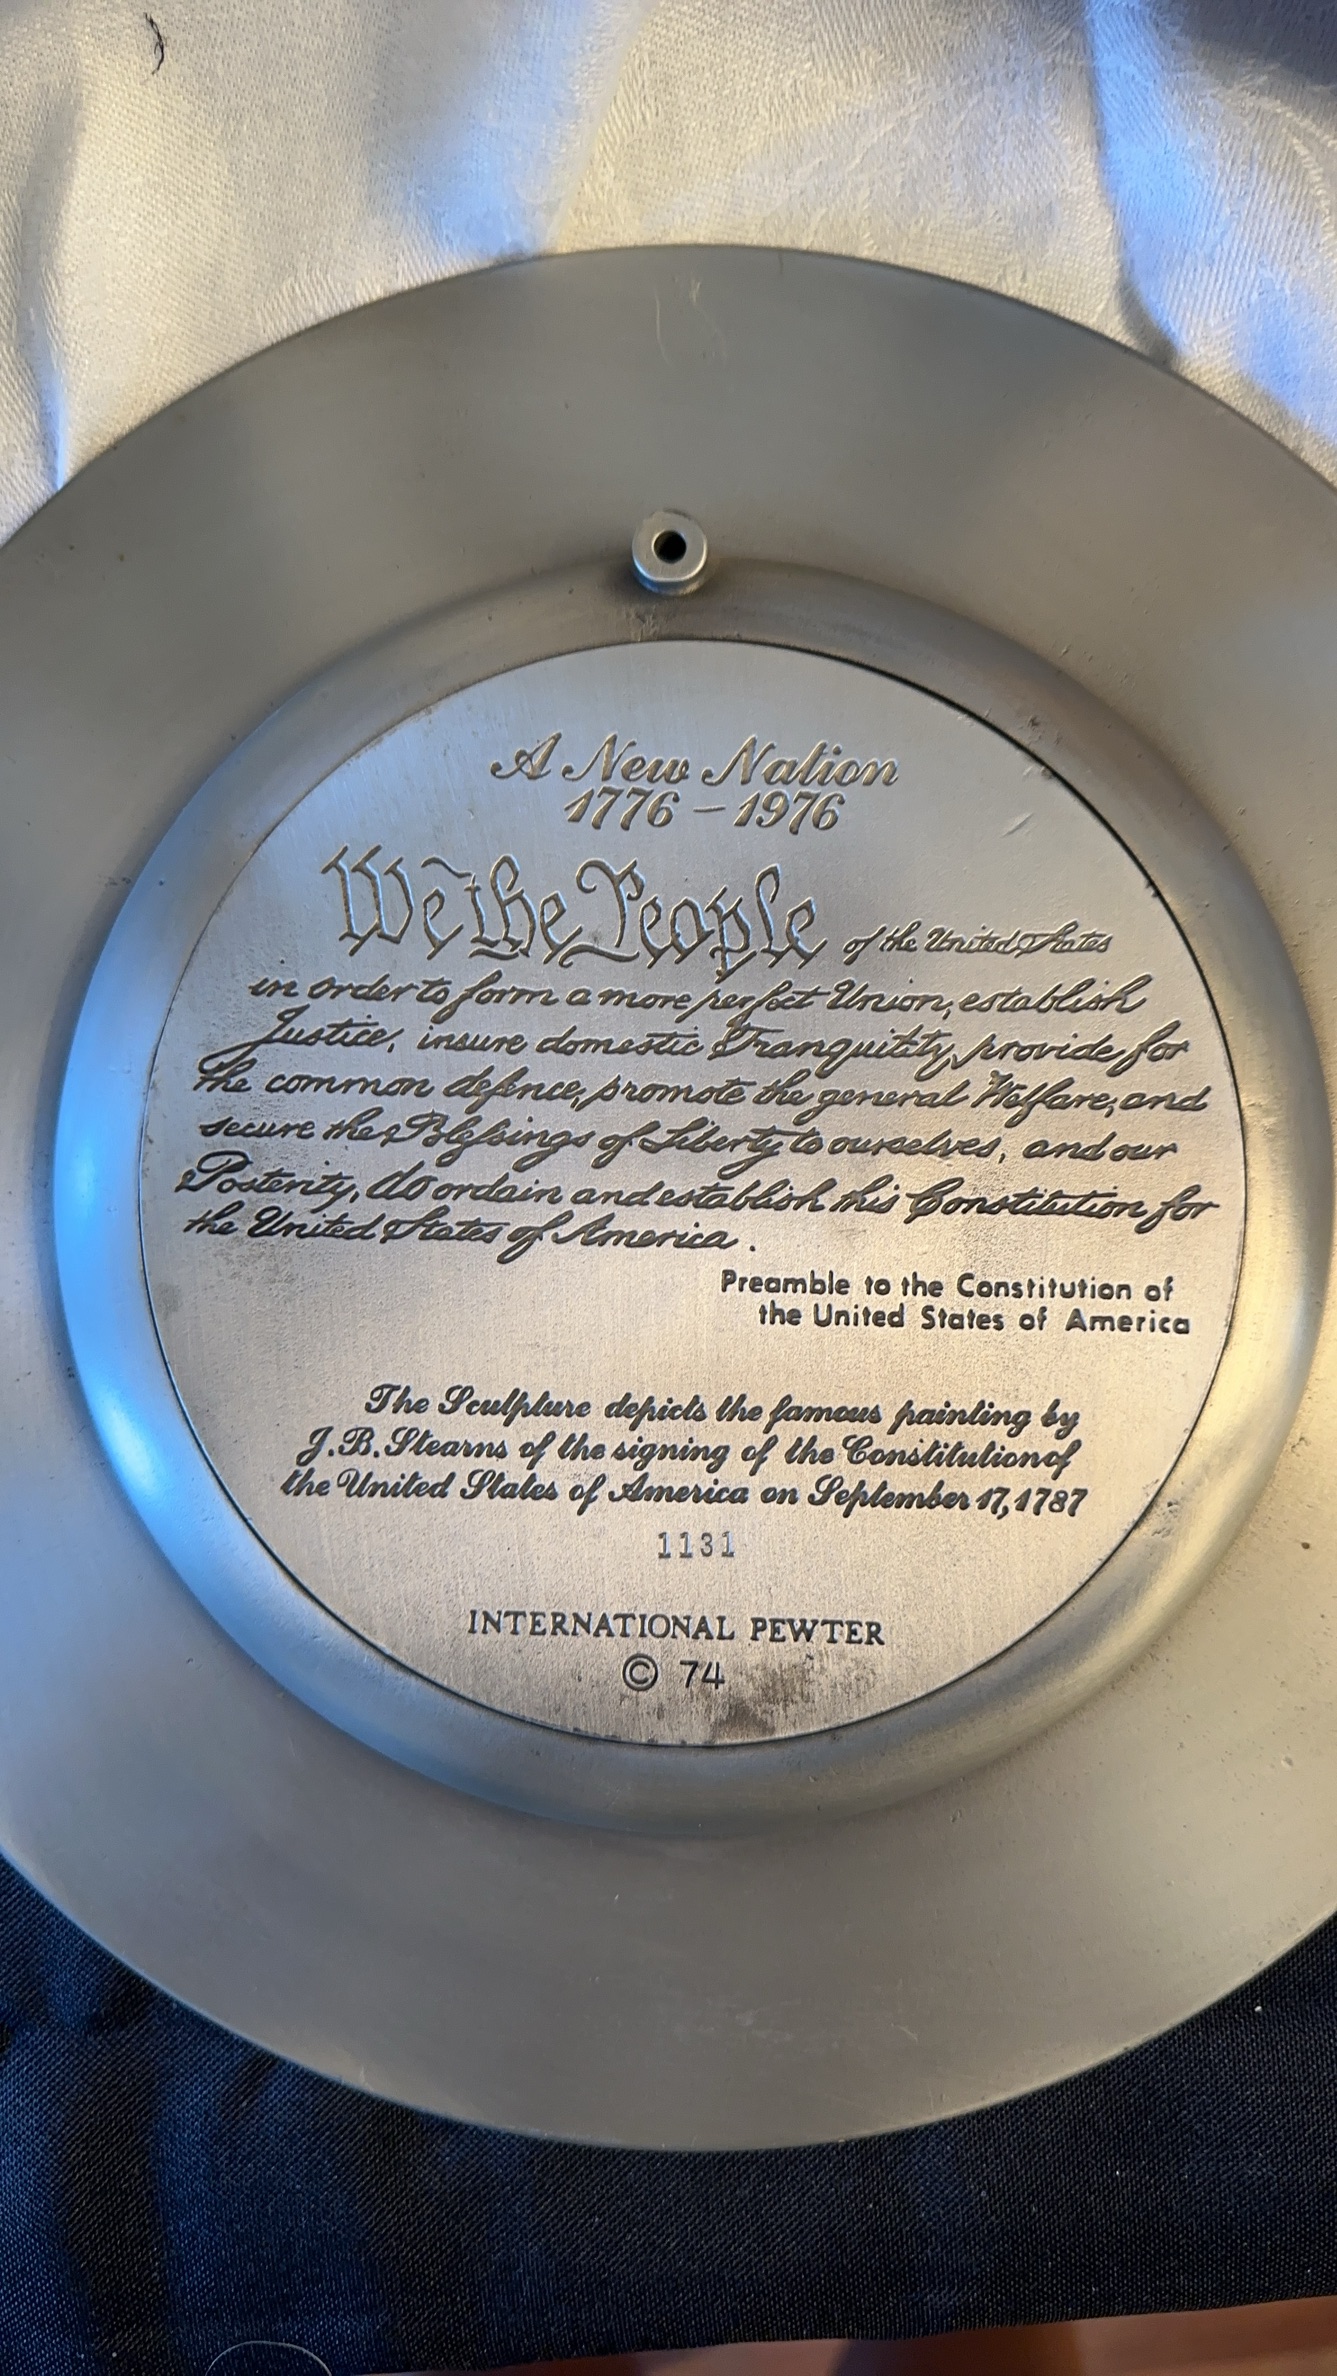 A New Nation
1776 – 1976
We the People of the United States
in order to form a more perfect Union, establish
Justice, insure domestic Tranquility, provide for
the common defence, promote the general Welfare, and
secure the Blessings of Liberty to ourselves, and our
Posterity, do ordain and establish this Constitution for
the United States of America.
Preamble to the Constitution of
the United States of America
The Sculpture depicts the famous painting by
J.B. Stearns of the signing of the Constitution of
the United States of America on September 17, 1787
1131
INTERNATIONAL PEWTER
© 74